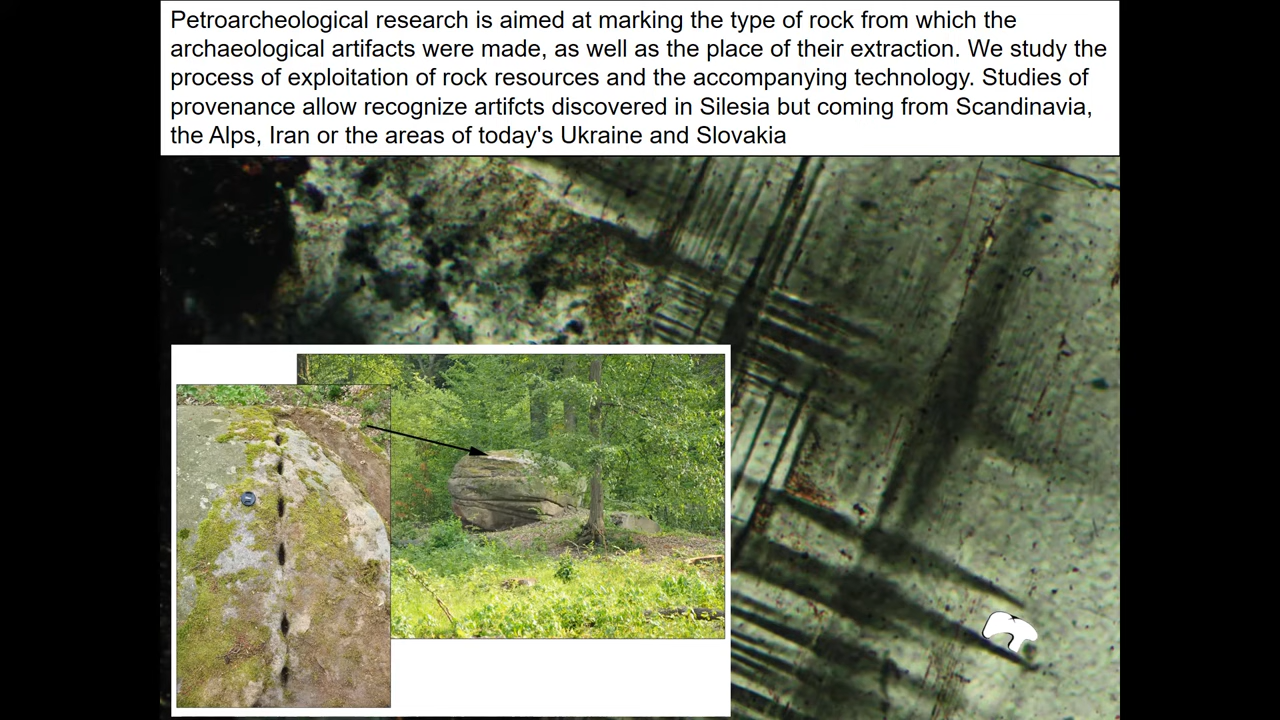 Petroarcheological research is aimed at marking the type of rock from which the
archaeological artifacts were made, as well as the place of their extraction. We study the
process of exploitation of rock resources and the accompanying technology. Studies of
provenance allow recognize artifcts discovered in Silesia but coming from Scandinavia,
the Alps, Iran or the areas of today's Ukraine and Slovakia